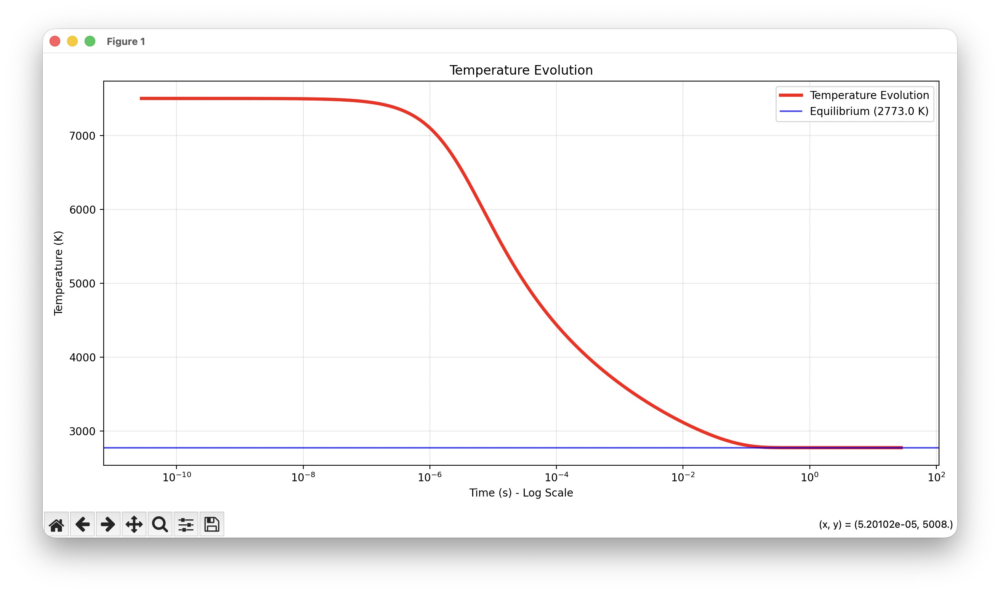 Figure 1
Temperature Evolution
Temperature Evolution
Equilibrium (2773.0 K)
Temperature (K)
7000
6000
5000
4000
3000
10⁻¹⁰ 10⁻⁸ 10⁻⁶ 10⁻⁴ 10⁻² 10⁰ 10²
Time (s) - Log Scale
(x, y) = (5.20102e-05, 5008.)